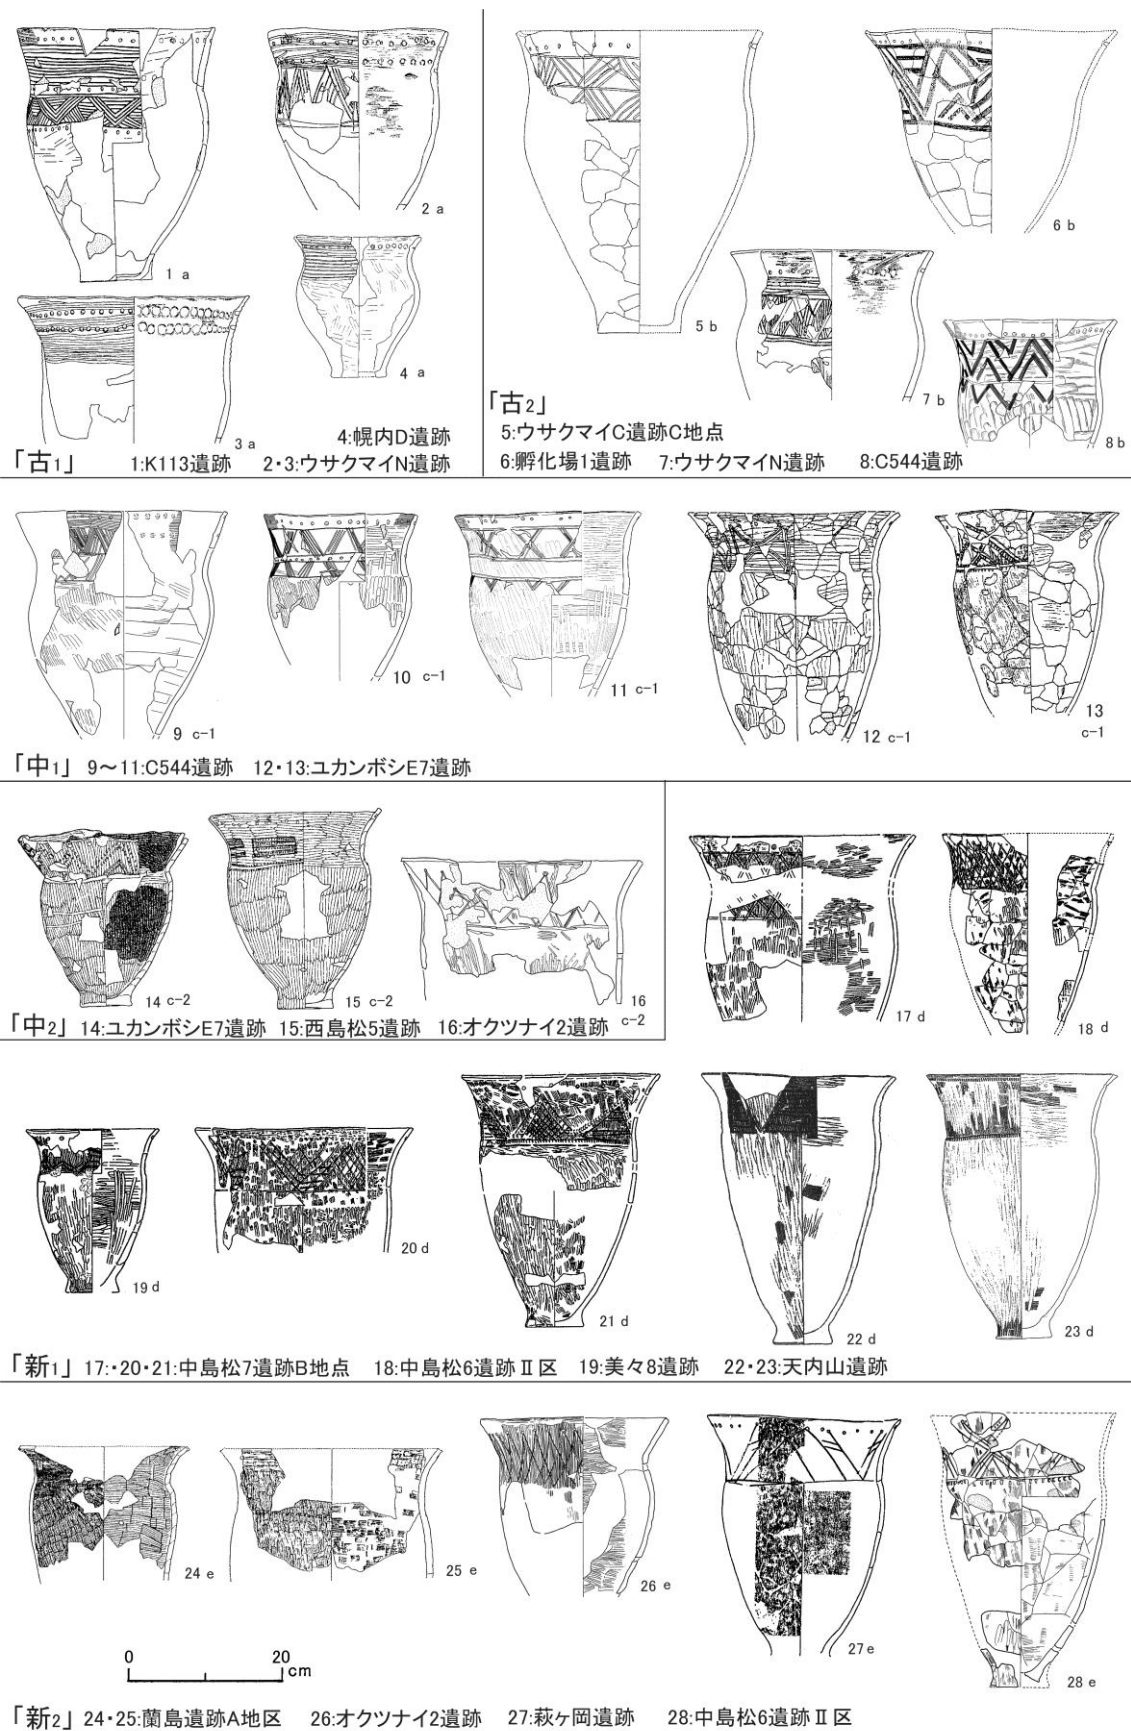 1 a
2 a
3 a
4 a
4:幌内D遺跡
「古1」 1:K113遺跡 2・3:ウサクマイN遺跡
5 b
6 b
7 b
8 b
「古2」
5:ウサクマイC遺跡C地点
6:孵化場1遺跡 7:ウサクマイN遺跡 8:C544遺跡
9 c-1
10 c-1
11 c-1
12 c-1
13
c-1
「中1」 9～11:C544遺跡 12・13:ユカンボシE7遺跡
14 c-2
15 c-2
16
c-2
「中2」 14:ユカンボシE7遺跡 15:西島松5遺跡 16:オクツナイ2遺跡
17 d
18 d
19 d
20 d
21 d
22 d
23 d
「新1」 17:・20・21:中島松7遺跡B地点 18:中島松6遺跡Ⅱ区 19:美々8遺跡 22・23:天内山遺跡
24 e
25 e
26 e
27 e
28 e
0 20
cm
「新2」 24・25:蘭島遺跡A地区 26:オクツナイ2遺跡 27:萩ヶ岡遺跡 28:中島松6遺跡Ⅱ区